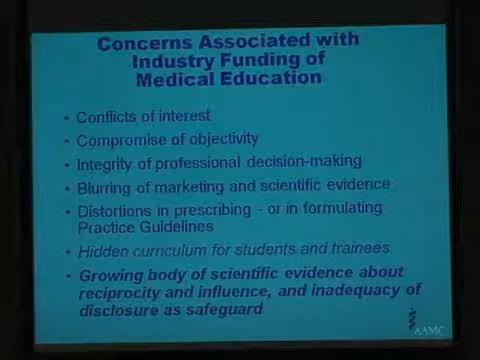 Concerns Associated with
Industry Funding of
Medical Education
• Conflicts of interest
• Compromise of objectivity
• Integrity of professional decision-making
• Blurring of marketing and scientific evidence
• Distortions in prescribing - or in formulating
Practice Guidelines
• Hidden curriculum for students and trainees
• Growing body of scientific evidence about
reciprocity and influence, and inadequacy of
disclosure as safeguard
AAMC